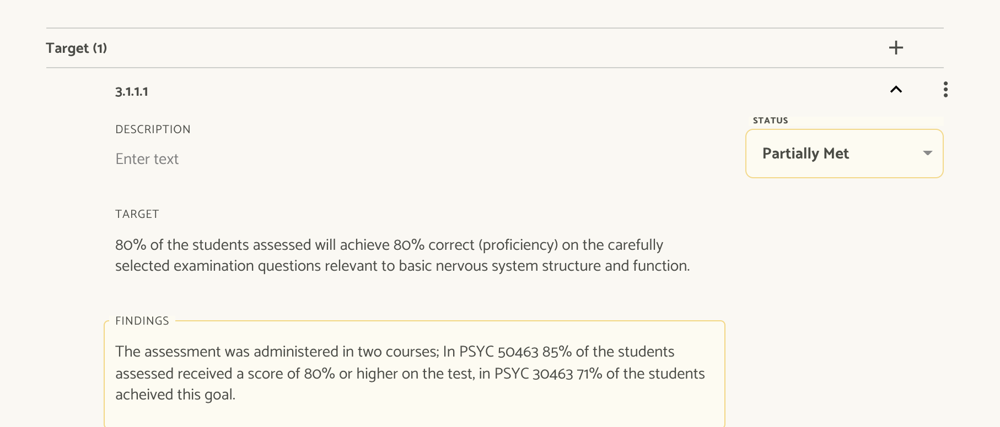 Target (1)
3.1.1.1
DESCRIPTION
Enter text
STATUS
Partially Met
TARGET
80% of the students assessed will achieve 80% correct (proficiency) on the carefully
selected examination questions relevant to basic nervous system structure and function.
FINDINGS
The assessment was administered in two courses; In PSYC 50463 85% of the students
assessed received a score of 80% or higher on the test, in PSYC 30463 71% of the students
acheived this goal.